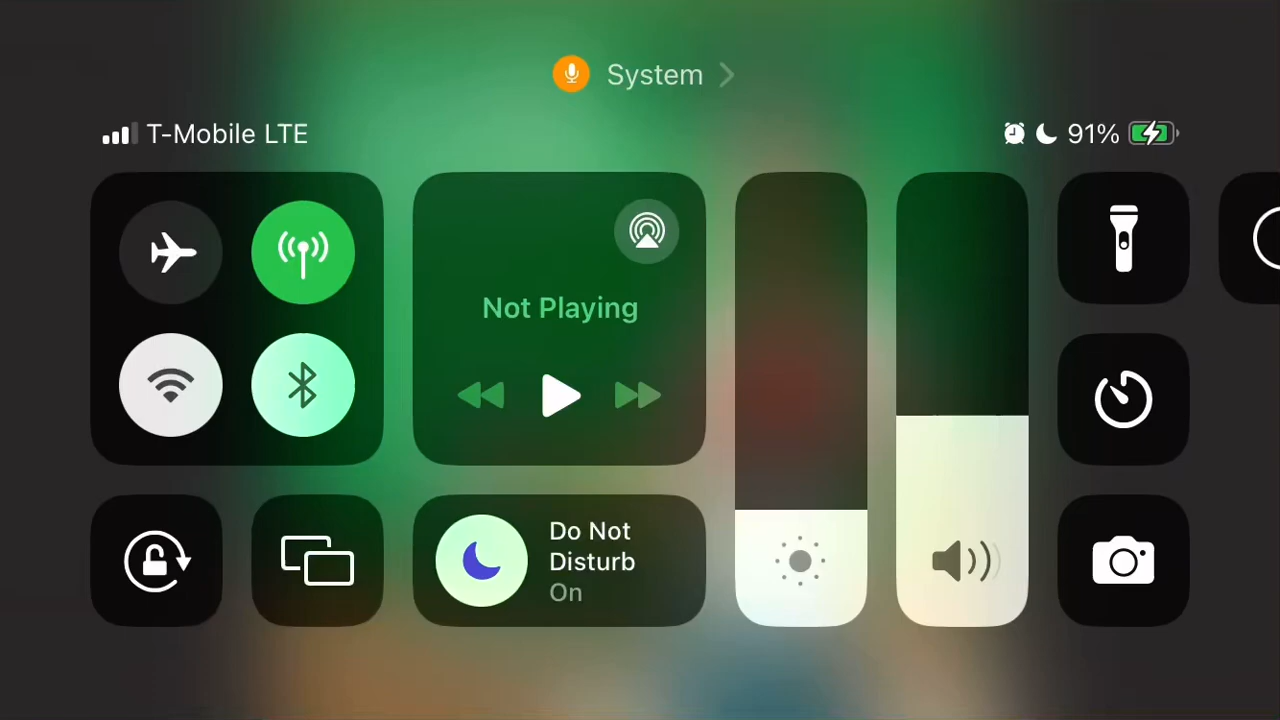 System
T-Mobile LTE
91%
Not Playing
Do Not
Disturb
On